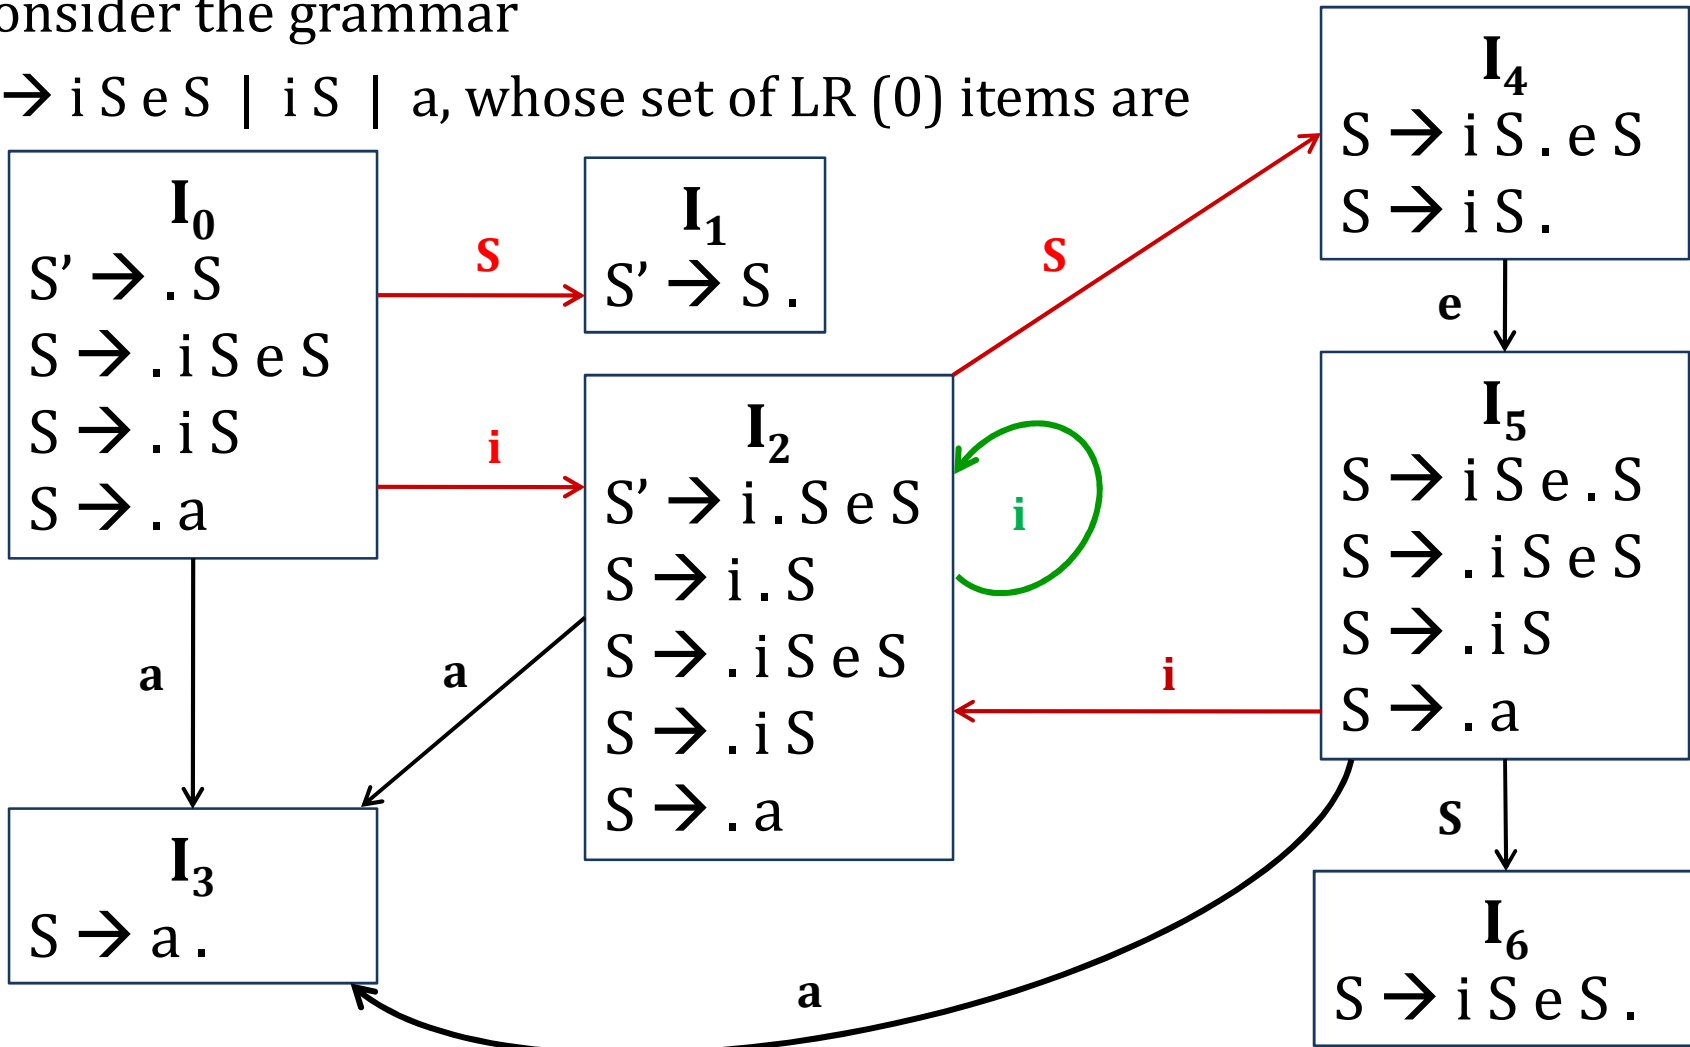 onsider the grammar
→ i S e S | i S | a, whose set of LR (0) items are
I0
S’ → . S
S → . i S e S
S → . i S
S → . a
S
i
a
I1
S’ → S .
I2
S’ → i . S e S
S → i . S
S → . i S e S
S → . i S
S → . a
S
i
a
I3
S → a .
I4
S → i S . e S
S → i S .
e
I5
S → i S e . S
S → . i S e S
S → . i S
S → . a
i
S
a
I6
S → i S e S .